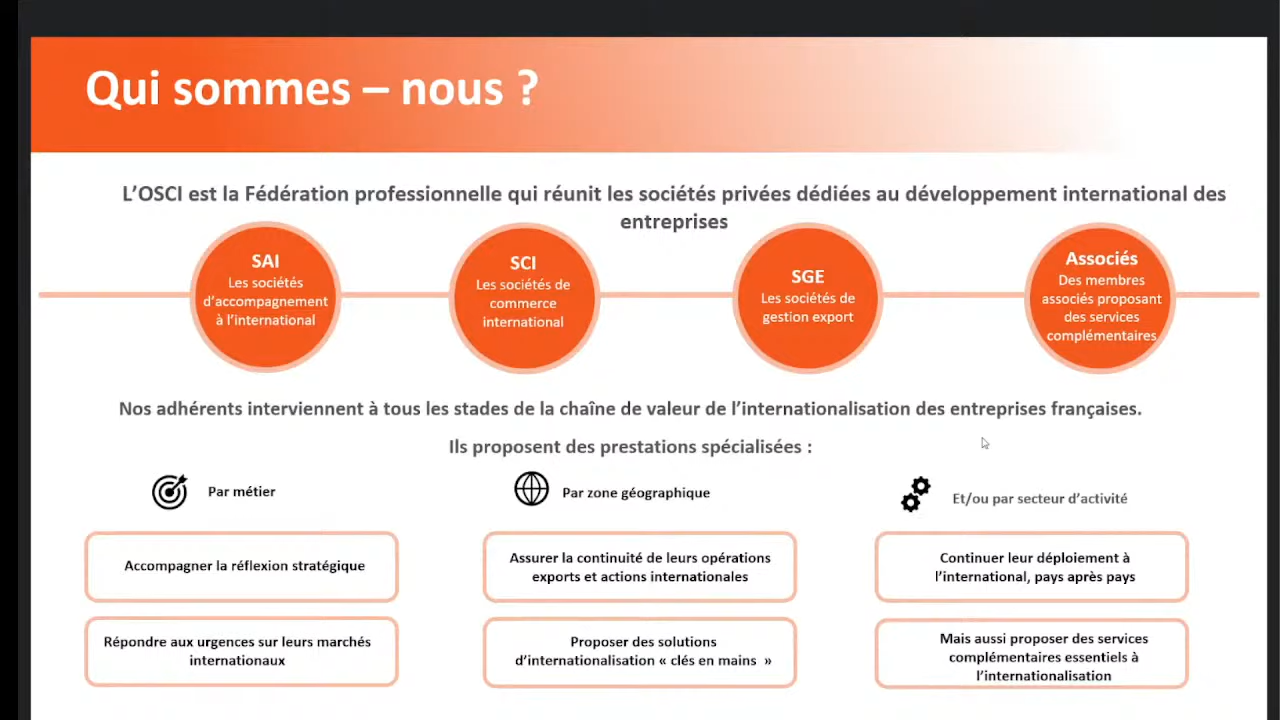 Qui sommes – nous ?
L’OSCI est la Fédération professionnelle qui réunit les sociétés privées dédiées au développement international des
entreprises
SAI
Les sociétés
d’accompagnement
à l’international
SCI
Les sociétés de
commerce
international
SGE
Les sociétés de
gestion export
Associés
Des membres
associés proposant
des services
complémentaires
Nos adhérents interviennent à tous les stades de la chaîne de valeur de l’internationalisation des entreprises françaises.
Ils proposent des prestations spécialisées :
Par métier
Par zone géographique
Et/ou par secteur d’activité
Accompagner la réflexion stratégique
Assurer la continuité de leurs opérations
exports et actions internationales
Continuer leur déploiement à
l’international, pays après pays
Répondre aux urgences sur leurs marchés
internationaux
Proposer des solutions
d’internationalisation « clés en mains  »
Mais aussi proposer des services
complémentaires essentiels à
l’internationalisation